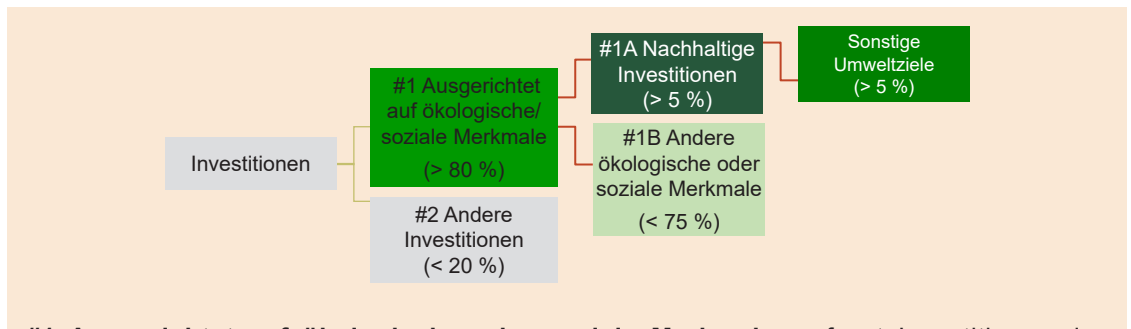 Investitionen
#1 Ausgerichtet
auf ökologische/
soziale Merkmale
(> 80 %)
#2 Andere
Investitionen
(< 20 %)
#1A Nachhaltige
Investitionen
(> 5 %)
#1B Andere
ökologische oder
soziale Merkmale
(< 75 %)
Sonstige
Umweltziele
(> 5 %)